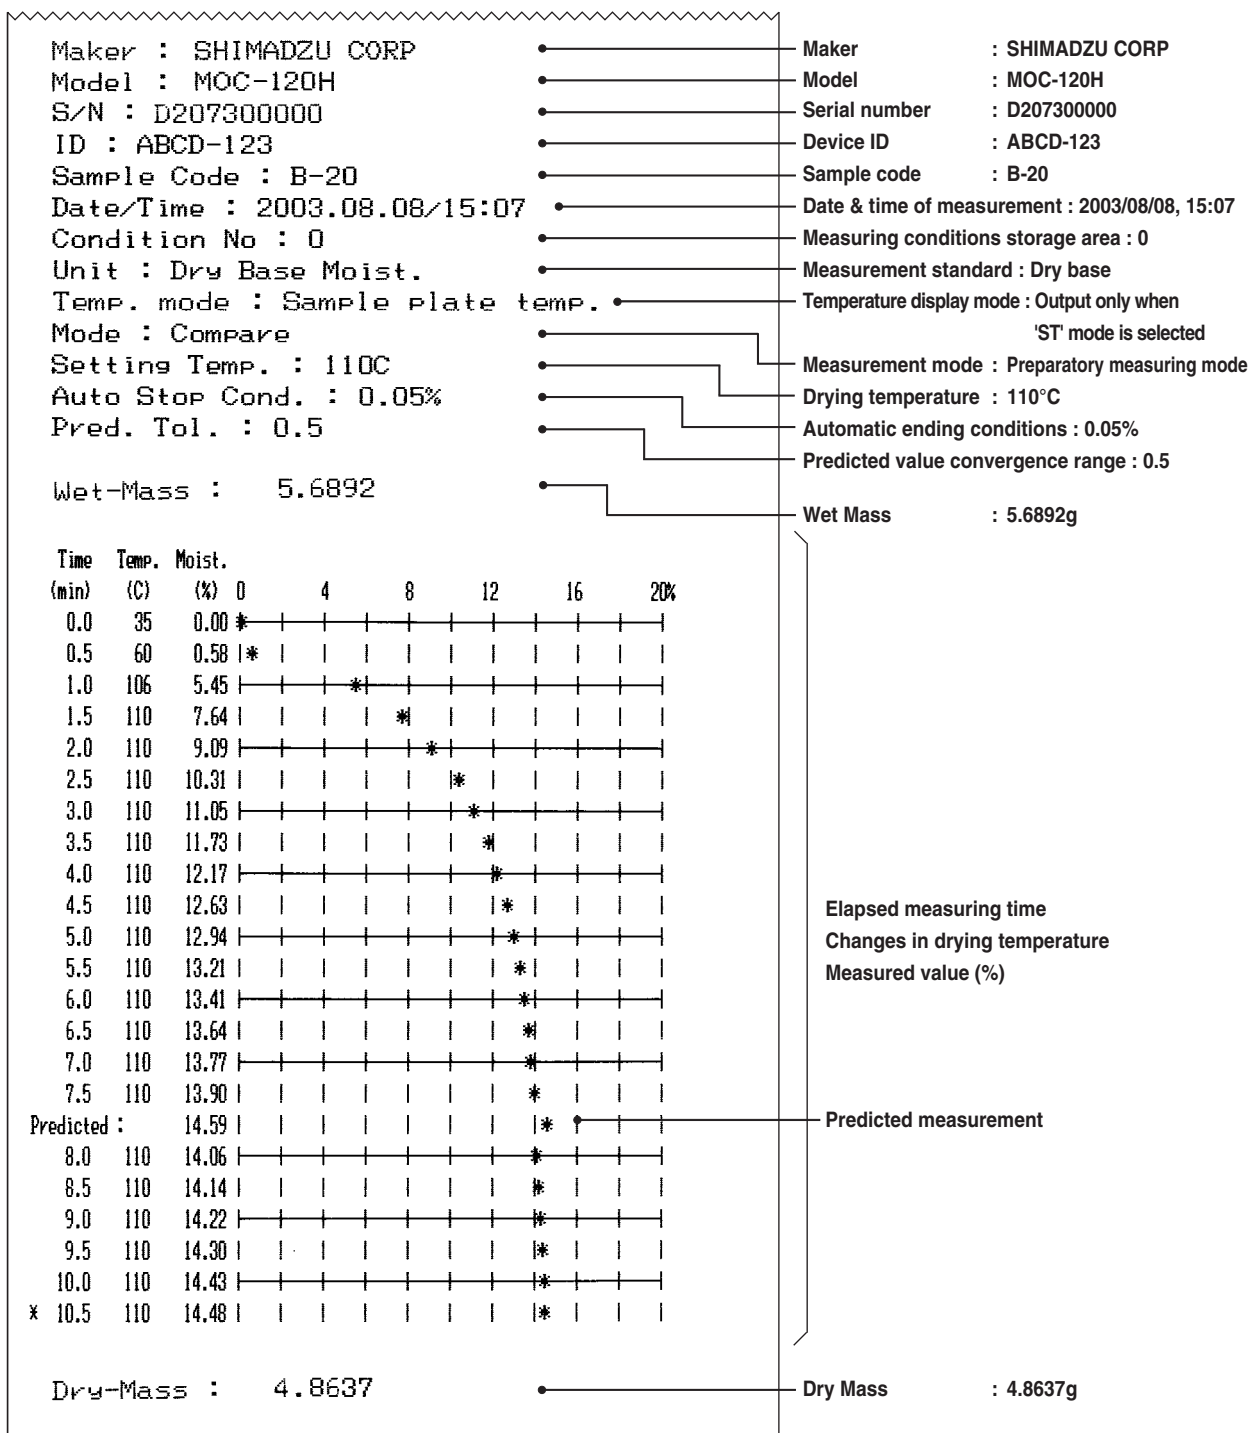 Maker : SHIMADZU CORP
Model : MOC-120H
S/N : D207300000
ID : ABCD-123
Sample Code : B-20
Date/Time : 2003.08.08/15:07
Condition No : 0
Unit : Dry Base Moist.
Temp. mode : Sample plate temp.
Mode : Compare
Setting Temp. : 110C
Auto Stop Cond. : 0.05%
Pred. Tol. : 0.5
Wet-Mass : 5.6892
Time Temp. Moist.
(min) (C) (%) 0 4 8 12 16 20%
0.0 35 0.00
0.5 60 0.58
1.0 106 5.45
1.5 110 7.64
2.0 110 9.09
2.5 110 10.31
3.0 110 11.05
3.5 110 11.73
4.0 110 12.17
4.5 110 12.63
5.0 110 12.94
5.5 110 13.21
6.0 110 13.41
6.5 110 13.64
7.0 110 13.77
7.5 110 13.90
Predicted : 14.59
8.0 110 14.06
8.5 110 14.14
9.0 110 14.22
9.5 110 14.30
10.0 110 14.43
* 10.5 110 14.48
Dry-Mass : 4.8637
Maker : SHIMADZU CORP
Model : MOC-120H
Serial number : D207300000
Device ID : ABCD-123
Sample code : B-20
Date & time of measurement : 2003/08/08, 15:07
Measuring conditions storage area : 0
Measurement standard : Dry base
Temperature display mode : Output only when
'ST' mode is selected
Measurement mode : Preparatory measuring mode
Drying temperature : 110°C
Automatic ending conditions : 0.05%
Predicted value convergence range : 0.5
Wet Mass : 5.6892g
Elapsed measuring time
Changes in drying temperature
Measured value (%)
Predicted measurement
Dry Mass : 4.8637g